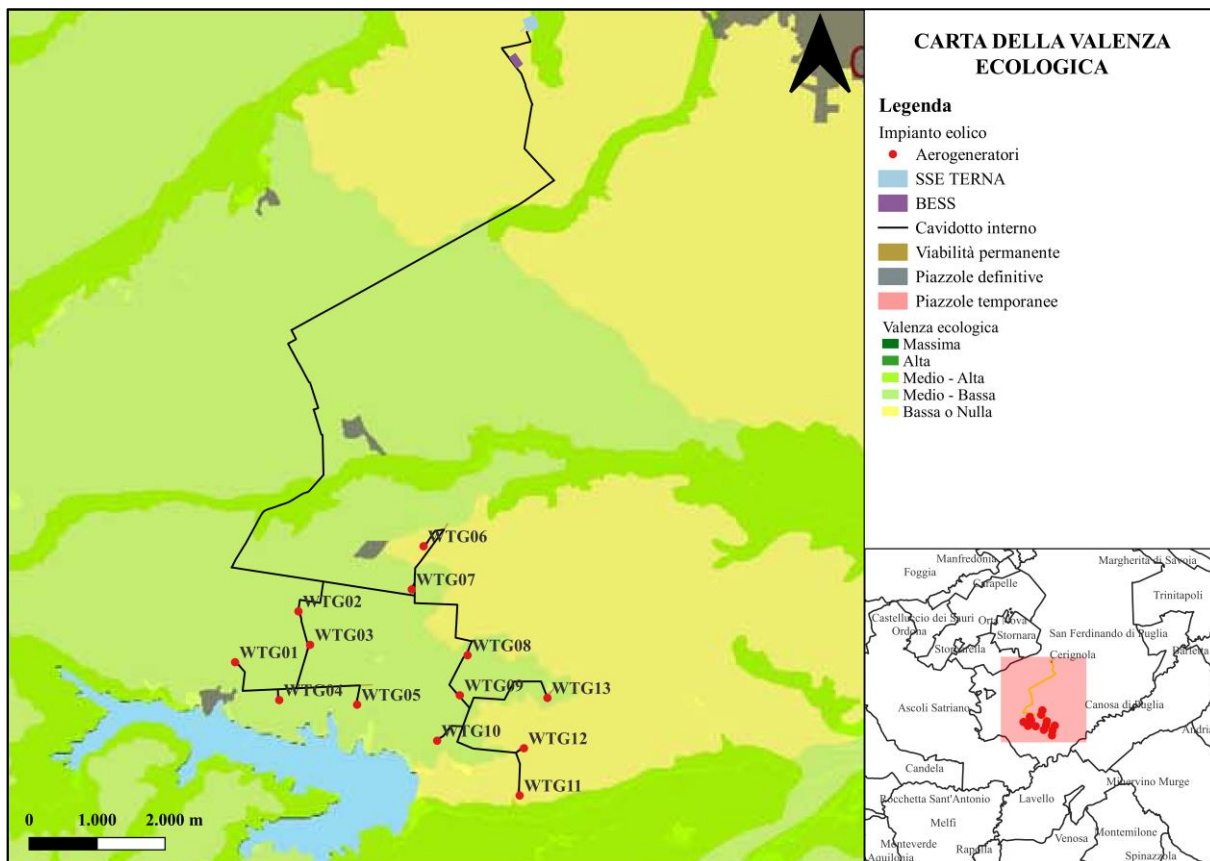 CARTA DELLA VALENZA
ECOLOGICA
Legenda
Impianto eolico
Aerogeneratori
SSE TERNA
BESS
Cavidotto interno
Viabilità permanente
Piazzole definitive
Piazzole temporanee
Valenza ecologica
Massima
Alta
Medio - Alta
Medio - Bassa
Bassa o Nulla
WTG06
WTG07
WTG02
WTG03
WTG08
WTG01
WTG04
WTG05
WTG09
WTG13
WTG10
WTG12
WTG11
0 1.000 2.000 m
Manfredonia
Margherita di Savoia
Foggia
Carapelle
Trinitapoli
Castelluccio dei Sauri
Orta Nova
Ordona
Stornara
San Ferdinando di Puglia
Stornarella
Barletta
Cerignola
Ascoli Satriano
Canosa di Puglia
Andria
Candela
Minervino Murge
Rocchetta Sant'Antonio
Lavello
Melfi
Montemilone
Venosa
Monteverde
Aquilonia
Rapolla
Spinazzola